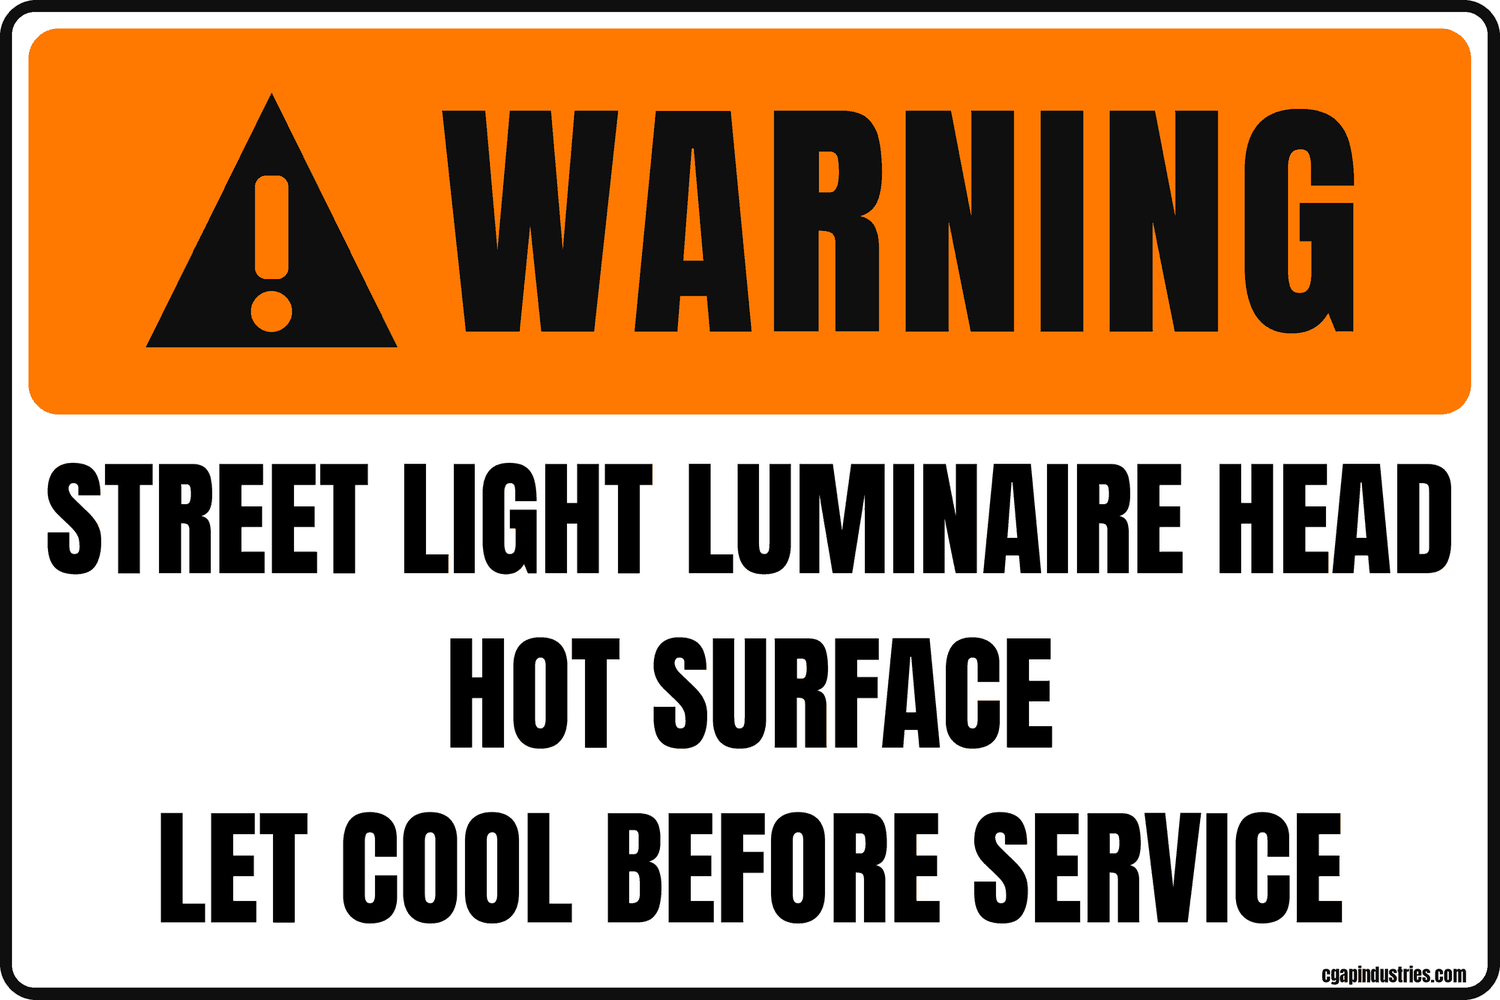 WARNING
STREET LIGHT LUMINAIRE HEAD
HOT SURFACE
LET COOL BEFORE SERVICE
cgapindustries.com